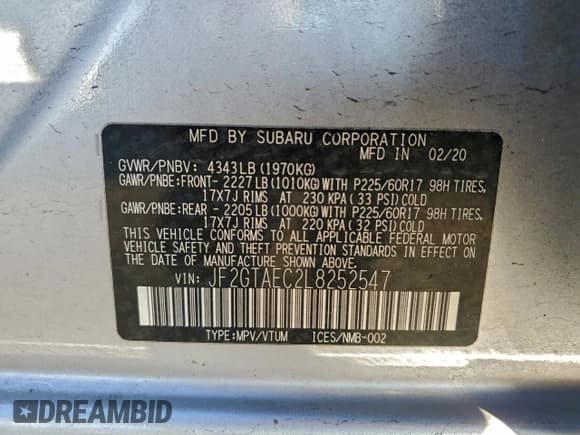 MFD BY SUBARU CORPORATION
MFD IN 02/20
GVWR/PNBV: 4343LB (1970KG)
GAWR/PNBE:FRONT- 2227LB (1010KG) WITH P225/60R17 98H TIRES,
17X7J RIMS AT 230 KPA (33 PSI) COLD
GAWR/PNBE:REAR - 2205LB (1000KG) WITH P225/60R17 98H TIRES,
17X7J RIMS AT 220 KPA (32 PSI) COLD
THIS VEHICLE CONFORMS TO ALL APPLICABLE FEDERAL MOTOR
VEHICLE SAFETY AND THEFT PREVENTION STANDARDS IN EFFECT
ON THE DATE OF MANUFACTURE SHOWN ABOVE.
VIN: JF2GTAEC2L8252547
TYPE:MPV/VTUM ICES/NMB-002
DREAMBID